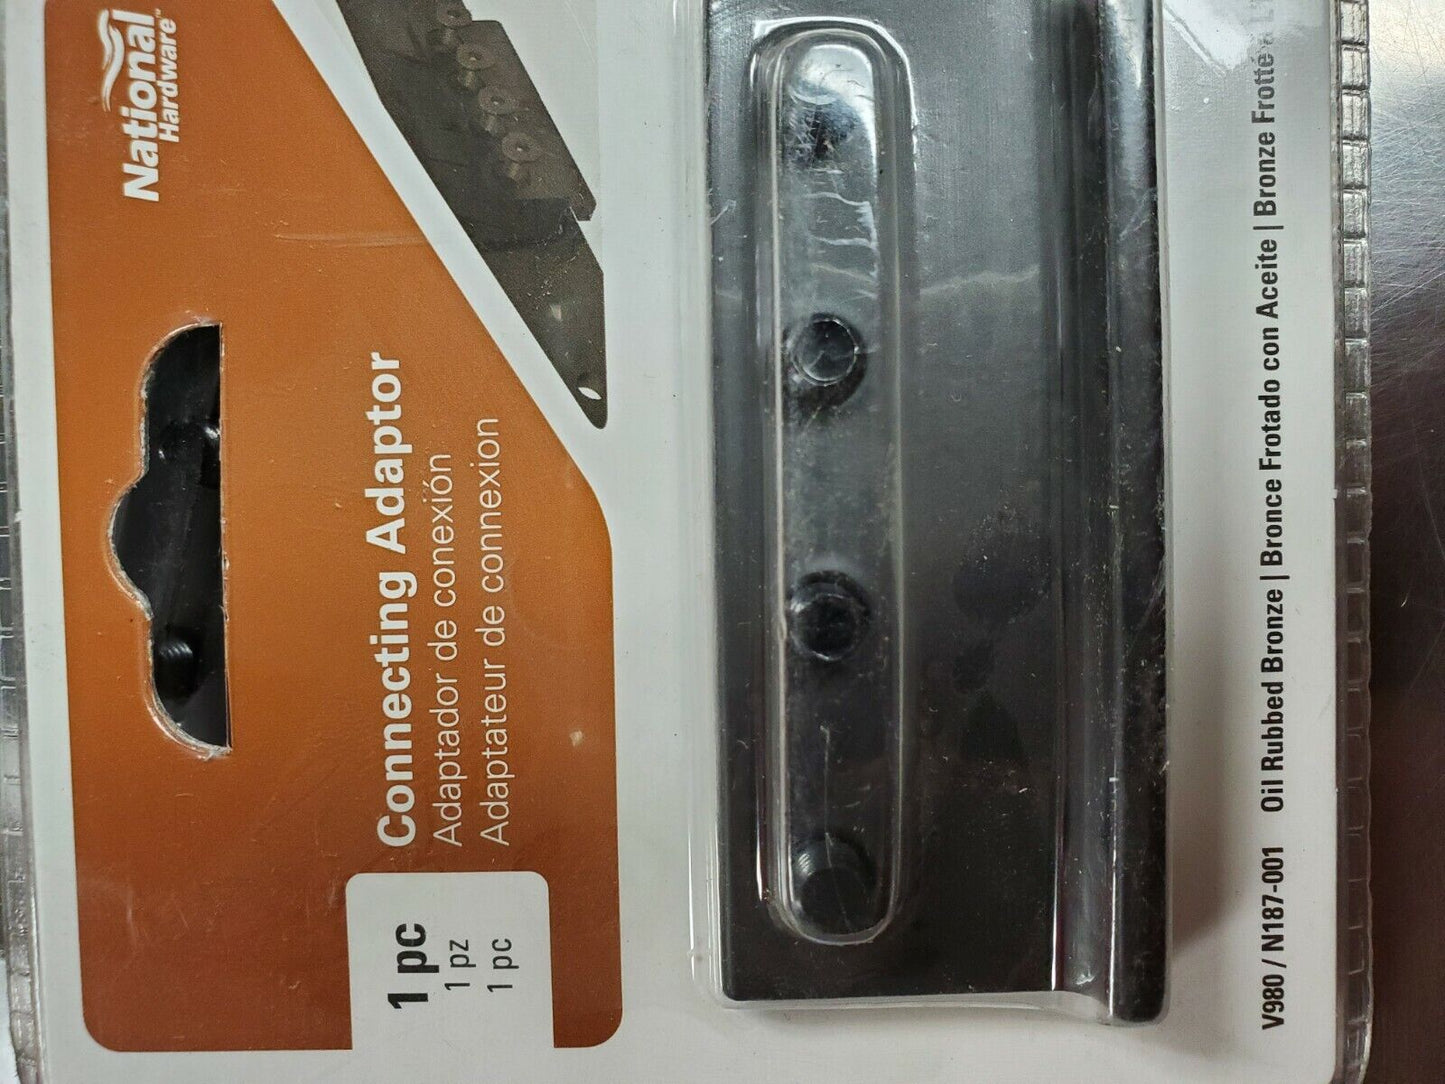 National
Hardware™
Connecting Adaptor
Adaptador de conexión
Adaptateur de connexion
1 pc
1 pz
1 pc
V980 / N187-001 Oil Rubbed Bronze | Bronce Frotado con Aceite | Bronze Frotté